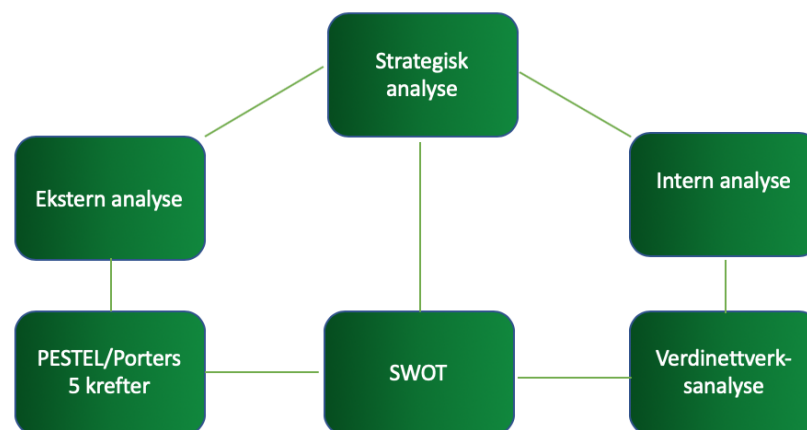 Strategisk
analyse
Ekstern analyse
Intern analyse
PESTEL/Porters
5 krefter
SWOT
Verdinettverk-
sanalyse